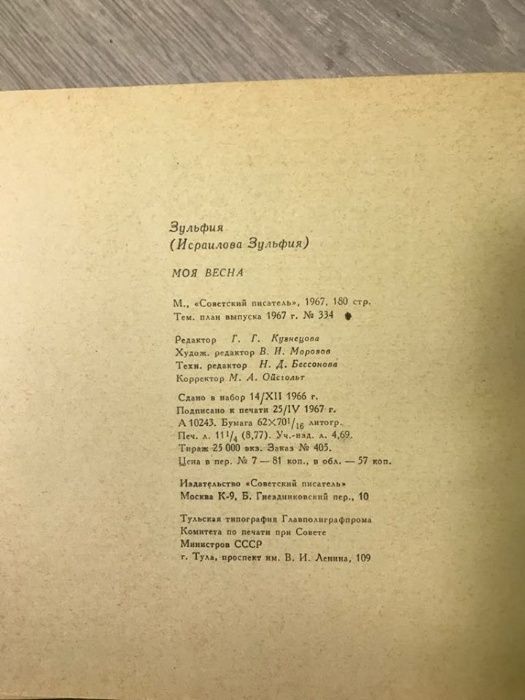 Зульфия
(Исраилова Зульфия)
МОЯ ВЕСНА
М., «Советский писатель», 1967, 180 стр.
Тем. план выпуска 1967 г. № 334
Редактор Г. Г. Кузнецова
Худож. редактор В. И. Морозов
Техн. редактор Н. Д. Бессонова
Корректор М. А. Ойстольт
Сдано в набор 14/XII 1966 г.
Подписано к печати 25/IV 1967 г.
А 10243. Бумага 62×70 1/16 литогр.
Печ. л. 11 1/4 (8,77). Уч.-изд. л. 4,69.
Тираж 25 000 экз. Заказ № 405.
Цена в пер. № 7 — 81 коп., в обл. — 57 коп.
Издательство «Советский писатель»
Москва К-9, Б. Гнездниковский пер., 10
Тульская типография Главполиграфпрома
Комитета по печати при Совете
Министров СССР
г. Тула, проспект им. В. И. Ленина, 109